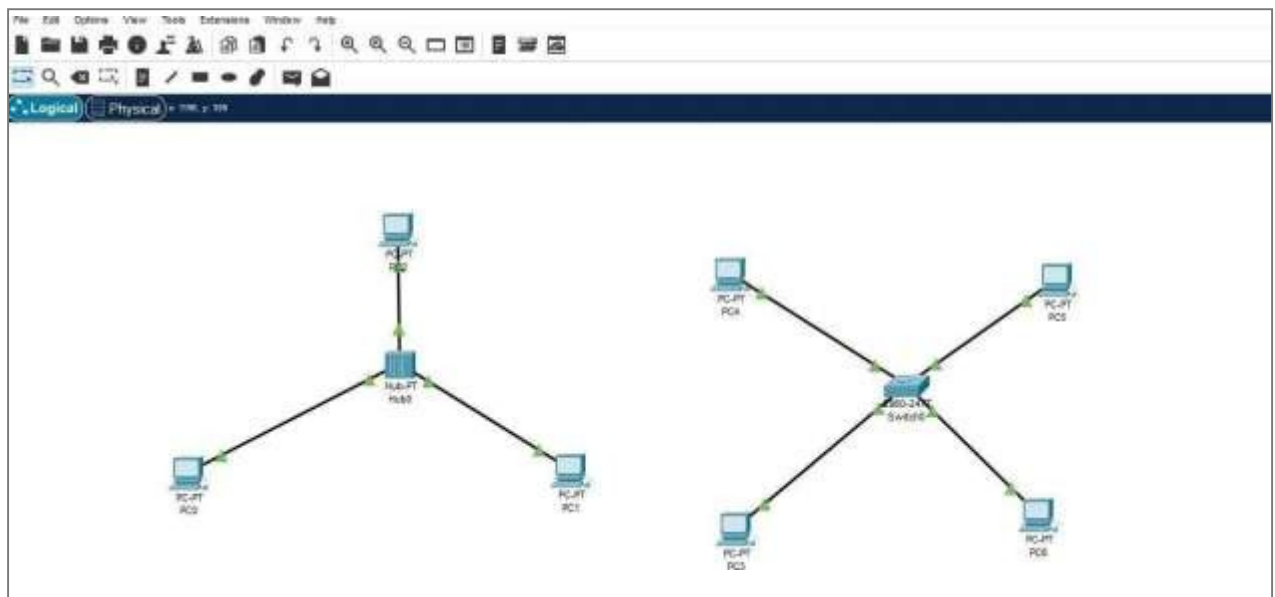 File Edit Options View Tools Extensions Window Help
Logical Physical
PC-PT
PC-PT
PC4
PC-PT
PC5
Hub-PT
Hub0
Switch0
PC-PT
PC0
PC-PT
PC1
PC-PT
PC3
PC-PT
PC6